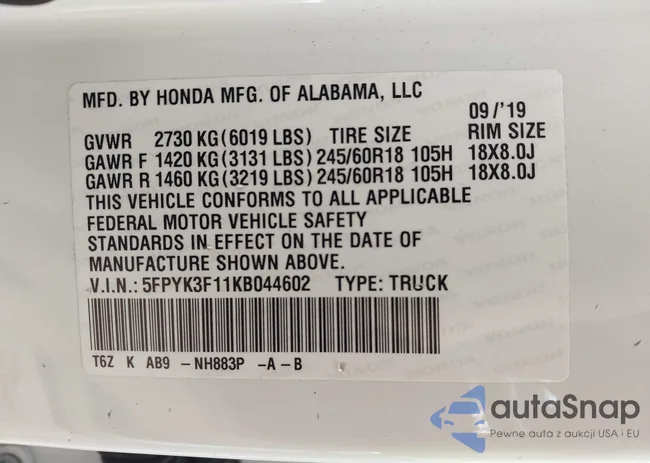 MFD. BY HONDA MFG. OF ALABAMA, LLC
09/'19
GVWR 2730 KG(6019 LBS) TIRE SIZE RIM SIZE
GAWR F 1420 KG(3131 LBS)245/60R18 105H 18X8.0J
GAWR R 1460 KG(3219 LBS)245/60R18 105H 18X8.0J
THIS VEHICLE CONFORMS TO ALL APPLICABLE
FEDERAL MOTOR VEHICLE SAFETY
STANDARDS IN EFFECT ON THE DATE OF
MANUFACTURE SHOWN ABOVE.
V.I.N.: 5FPYK3F11KB044602 TYPE: TRUCK
T6Z K AB9 -NH883P -A-B
autaSnap
Pewne auta z aukcji USA i EU